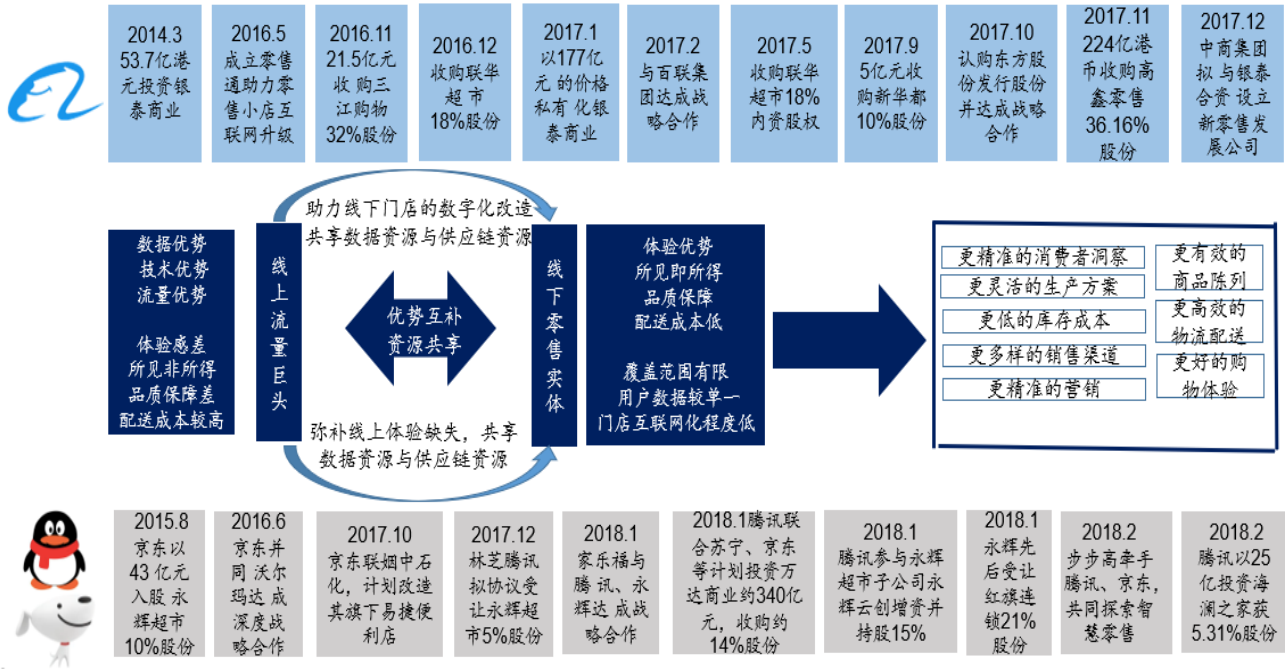 2014.3
53.7亿港
元投资银
泰商业
2016.5
成立零售
通助力零
售小店互
联网升级
2016.11
21.5亿元
收购三
江购物
32%股份
2016.12
收购联华
超市
18%股份
2017.1
以177亿
元的价格
私有化银
泰商业
2017.2
与百联集
团达成战
略合作
2017.5
收购联华
超市18%
内资股权
2017.9
5亿元收
购新华都
10%股份
2017.10
认购东方股
份发行股份
并达成战略
合作
2017.11
224亿港
币收购高
鑫零售
36.16%
股份
2017.12
中商集团
拟与银泰
合资设立
新零售发
展公司
数据优势
技术优势
流量优势
体验感差
所见非所得
品质保障差
配送成本较高
线上流量巨头
助力线下门店的数字化改造
共享数据资源与供应链资源
优势互补
资源共享
弥补线上体验缺失，共享
数据资源与供应链资源
线下零售实体
体验优势
所见即所得
品质保障
配送成本低
覆盖范围有限
用户数据较单一
门店互联网化程度低
更精准的消费者洞察
更灵活的生产方案
更低的库存成本
更多样的销售渠道
更精准的营销
更有效的
商品陈列
更高效的
物流配送
更好的购
物体验
2015.8
京东以
43亿元
入股永
辉超市
10%股份
2016.6
京东并
同沃尔
玛达成
深度战
略合作
2017.10
京东联姻中石
化，计划改造
其旗下易捷便
利店
2017.12
林芝腾讯
拟协议受
让永辉超
市5%股份
2018.1
家乐福与
腾讯、永
辉达成战
略合作
2018.1腾讯联
合苏宁、京东
等计划投资万
达商业约340亿
元，收购约
14%股份
2018.1
腾讯参与永辉
超市子公司永
辉云创增资并
持股15%
2018.1
永辉先
后受让
红旗连
锁21%
股份
2018.2
步步高牵手
腾讯、京东，
共同探索智
慧零售
2018.2
腾讯以25
亿投资海
澜之家获
5.31%股份